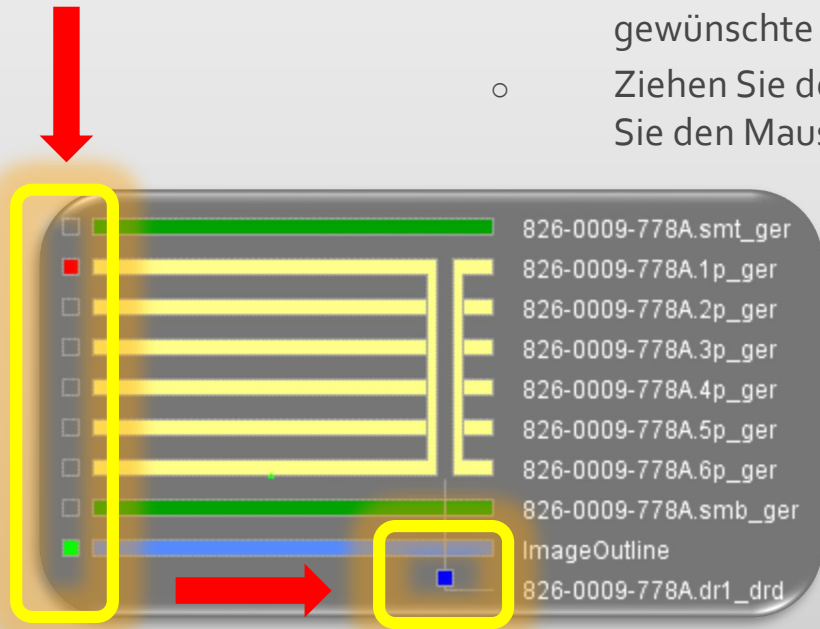 gewünschte
○ Ziehen Sie
Sie den
826-0009-778A.smt_ger
826-0009-778A.1p_ger
826-0009-778A.2p_ger
826-0009-778A.3p_ger
826-0009-778A.4p_ger
826-0009-778A.5p_ger
826-0009-778A.6p_ger
826-0009-778A.smb_ger
ImageOutline
826-0009-778A.dr1_drd